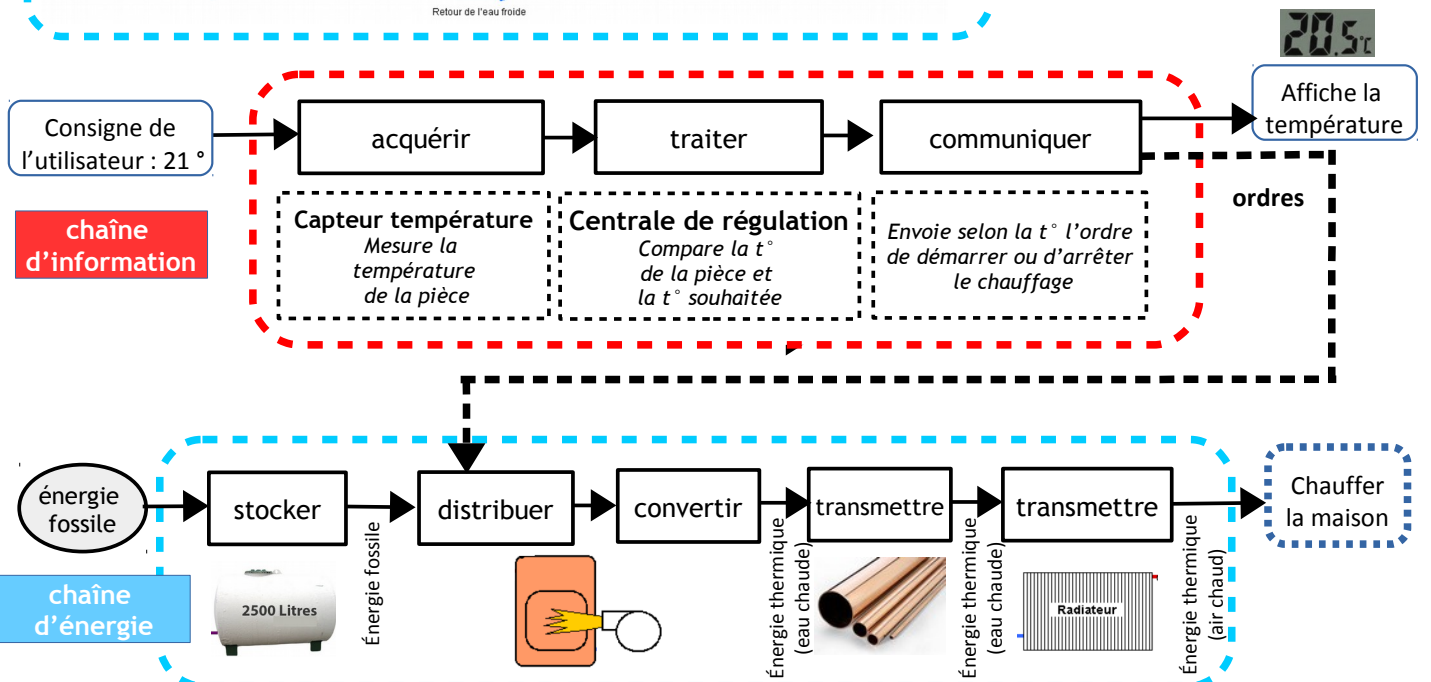 Retour de l'eau froide
20.5°C
Affiche la
température
Consigne de
l'utilisateur : 21 °
acquérir
traiter
communiquer
ordres
chaîne
d'information
Capteur température
Mesure la
température
de la pièce
Centrale de régulation
Compare la t°
de la pièce et
la t° souhaitée
Envoie selon la t° l'ordre
de démarrer ou d'arrêter
le chauffage
énergie
fossile
stocker
Énergie fossile
distribuer
convertir
Énergie thermique
(eau chaude)
transmettre
Énergie thermique
(eau chaude)
transmettre
Énergie thermique
(air chaud)
Chauffer
la maison
chaîne
d'énergie
2500 Litres
Radiateur